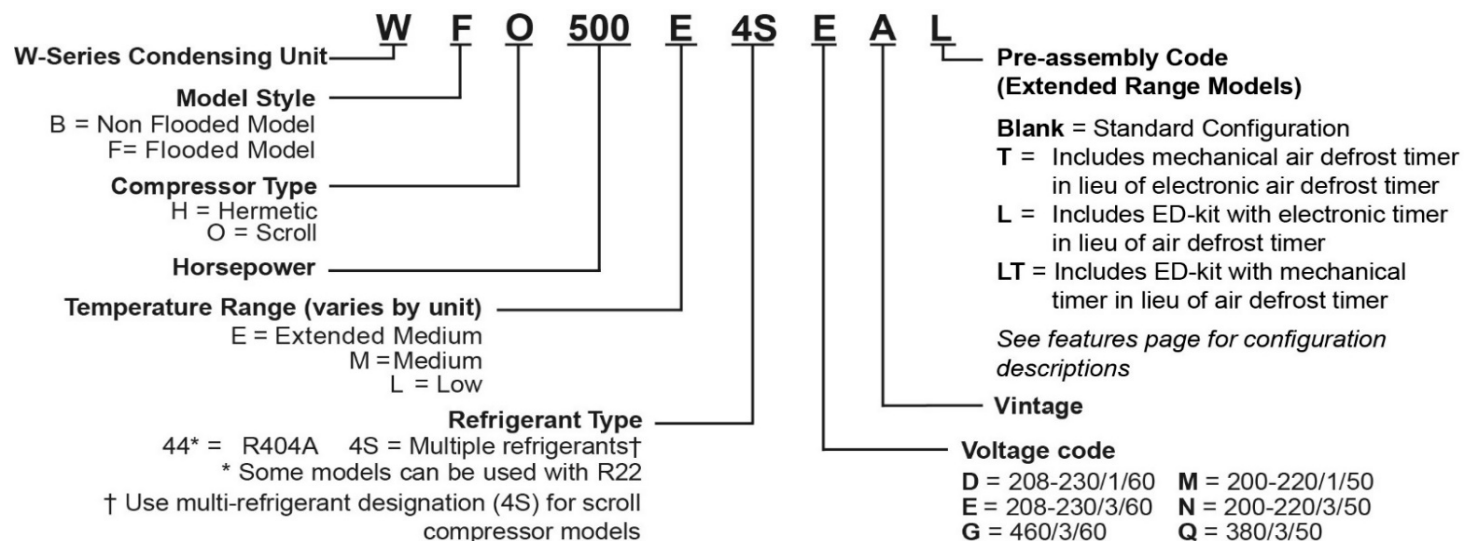 W F O 500 E 4S E A L
W-Series Condensing Unit
Model Style
B = Non Flooded Model
F= Flooded Model
Compressor Type
H = Hermetic
O = Scroll
Horsepower
Temperature Range (varies by unit)
E = Extended Medium
M =Medium
L = Low
Refrigerant Type
44* = R404A 4S = Multiple refrigerants†
* Some models can be used with R22
† Use multi-refrigerant designation (4S) for scroll
compressor models
Pre-assembly Code
(Extended Range Models)
Blank = Standard Configuration
T = Includes mechanical air defrost timer
in lieu of electronic air defrost timer
L = Includes ED-kit with electronic timer
in lieu of air defrost timer
LT = Includes ED-kit with mechanical
timer in lieu of air defrost timer
See features page for configuration
descriptions
Vintage
Voltage code
D = 208-230/1/60 M = 200-220/1/50
E = 208-230/3/60 N = 200-220/3/50
G = 460/3/60 Q = 380/3/50